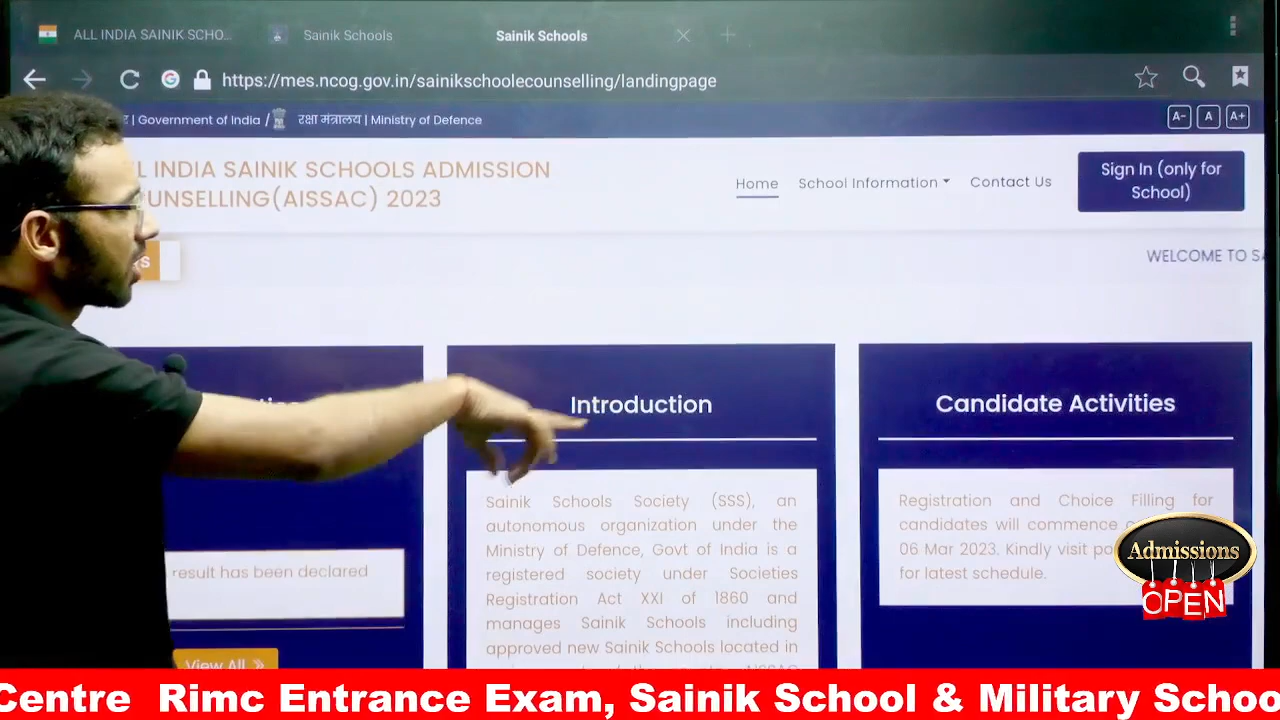 ALL INDIA SAINIK SCHO...
Sainik Schools
Sainik Schools
https://mes.ncog.gov.in/sainikschoolecounselling/landingpage
| Government of India / रक्षा मंत्रालय | Ministry of Defence
A- A A+
L INDIA SAINIK SCHOOLS ADMISSION
UNSELLING(AISSAC) 2023
Home School Information Contact Us
Sign In (only for
School)
WELCOME TO SA
Introduction
Sainik Schools Society (SSS), an
autonomous organization under the
Ministry of Defence, Govt of India is a
registered society under Societies
Registration Act XXI of 1860 and
manages Sainik Schools including
approved new Sainik Schools located in
Candidate Activities
Registration and Choice Filling for
candidates will commence
06 Mar 2023. Kindly visit po
for latest schedule.
result has been declared
View All »
Admissions
OPEN
Centre Rimc Entrance Exam, Sainik School & Military Schoo